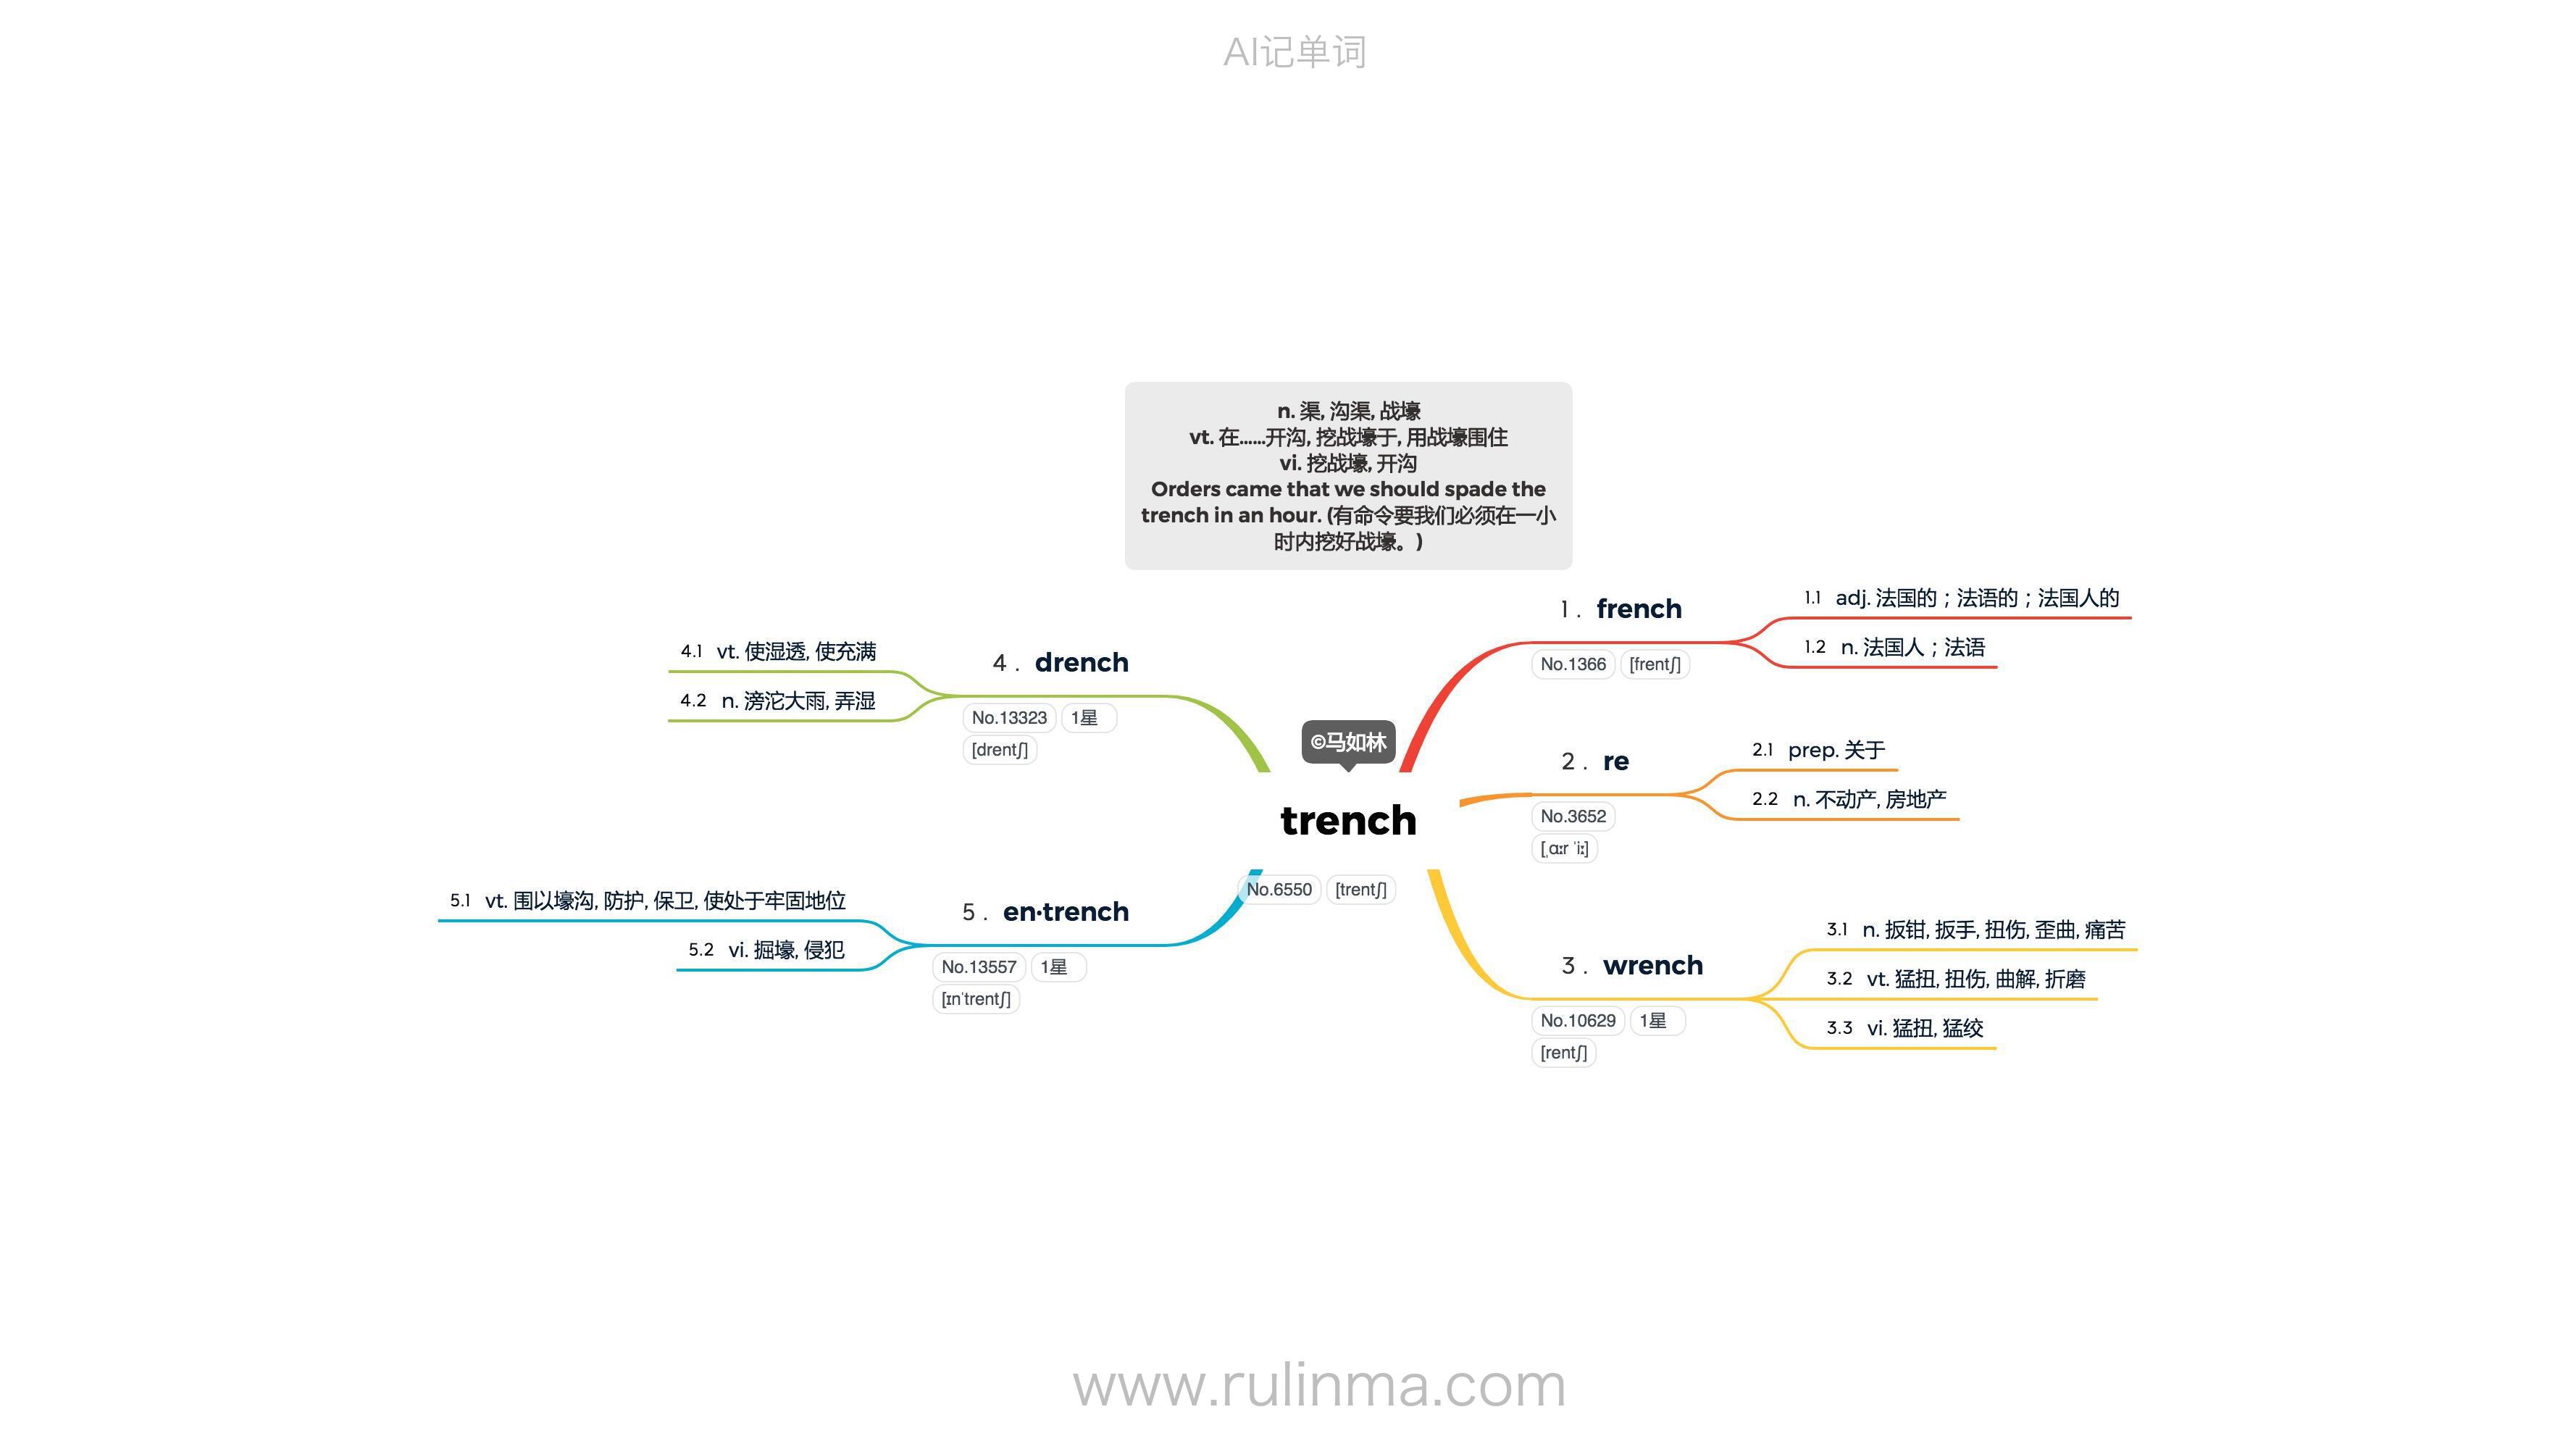 AI记单词
n. 渠, 沟渠, 战壕
vt. 在......开沟, 挖战壕于, 用战壕围住
vi. 挖战壕, 开沟
Orders came that we should spade the
trench in an hour. (有命令要我们必须在一小
时内挖好战壕。)
©马如林
trench
No.6550 [trentʃ]
1 . french
No.1366 [frentʃ]
1.1 adj. 法国的；法语的；法国人的
1.2 n. 法国人；法语
2 . re
No.3652
[ˌɑːr ˈiː]
2.1 prep. 关于
2.2 n. 不动产, 房地产
3 . wrench
No.10629 1星
[rentʃ]
3.1 n. 扳钳, 扳手, 扭伤, 歪曲, 痛苦
3.2 vt. 猛扭, 扭伤, 曲解, 折磨
3.3 vi. 猛扭, 猛绞
4 . drench
No.13323 1星
[drentʃ]
4.1 vt. 使湿透, 使充满
4.2 n. 滂沱大雨, 弄湿
5 . en·trench
No.13557 1星
[ɪnˈtrentʃ]
5.1 vt. 围以壕沟, 防护, 保卫, 使处于牢固地位
5.2 vi. 掘壕, 侵犯
www.rulinma.com